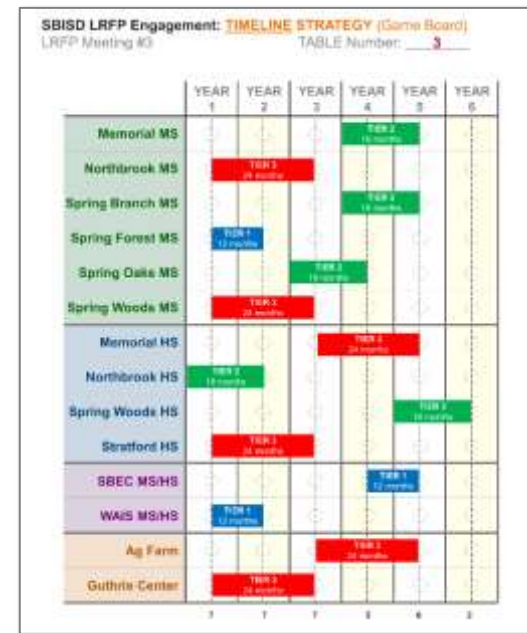 SBISD LRFP Engagement: TIMELINE STRATEGY (Game Board)
LRFP Meeting #3 TABLE Number: 3
YEAR 1 YEAR 2 YEAR 3 YEAR 4 YEAR 5 YEAR 6
Memorial MS TIER 2 18 months
Northbrook MS TIER 3 24 months
Spring Branch MS TIER 2 18 months
Spring Forest MS TIER 1 12 months
Spring Oaks MS TIER 2 18 months
Spring Woods MS TIER 3 24 months
Memorial HS TIER 3 24 months
Northbrook HS TIER 2 18 months
Spring Woods HS TIER 2 18 months
Stratford HS TIER 3 24 months
SBEC MS/HS TIER 1 12 months
WAIS MS/HS TIER 1 12 months
Ag Farm TIER 3 24 months
Guthrie Center TIER 3 24 months